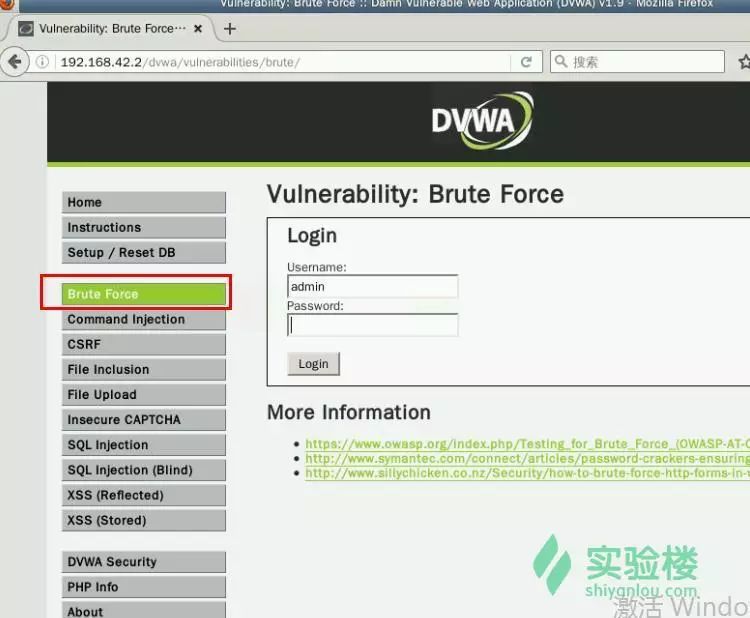 Vulnerability: Brute Force :: Damn Vulnerable Web Application (DVWA) v1.9 - Mozilla Firefox
Vulnerability: Brute Force···
192.168.42.2/dvwa/vulnerabilities/brute/
搜索
DVWA
Home
Instructions
Setup / Reset DB
Brute Force
Command Injection
CSRF
File Inclusion
File Upload
Insecure CAPTCHA
SQL Injection
SQL Injection (Blind)
XSS (Reflected)
XSS (Stored)
DVWA Security
PHP Info
About
Vulnerability: Brute Force
Login
Username:
admin
Password:
Login
More Information
https://www.owasp.org/index.php/Testing_for_Brute_Force_(OWASP-AT-
http://www.symantec.com/connect/articles/password-crackers-ensuring
http://www.sillychicken.co.nz/Security/how-to-brute-force-http-forms-in-
实验楼
shiyanlou.com
激活 Windo